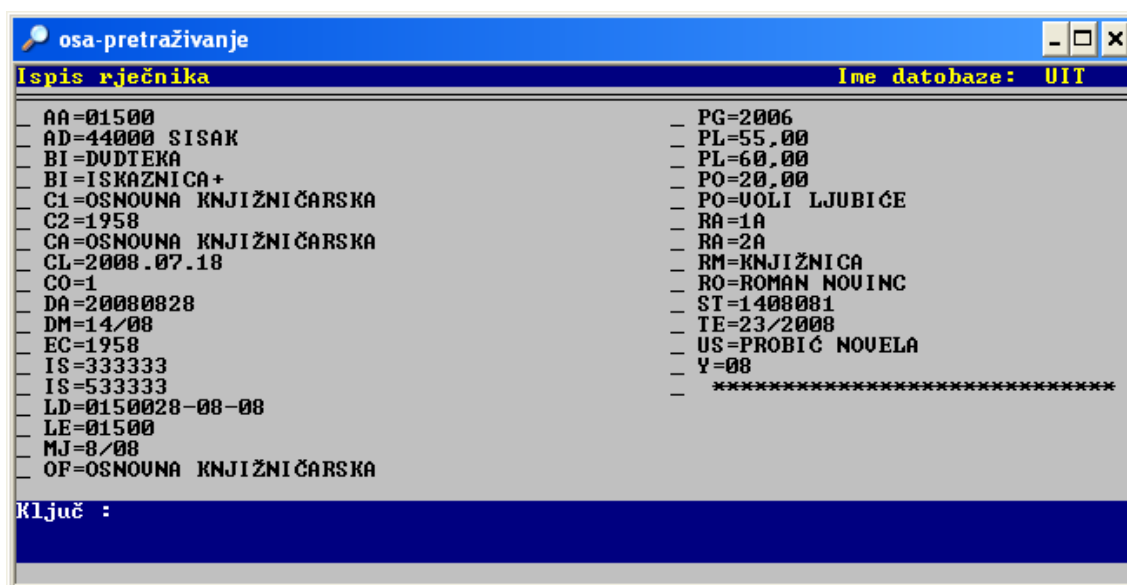 osa-pretraživanje
Ispis rječnika Ime datobaze: UIT
_ AA=01500
_ AD=44000 SISAK
_ BI=DVDTEKA
_ BI=ISKAZNICA+
_ C1=OSNOVNA KNJIŽNIČARSKA
_ C2=1958
_ CA=OSNOVNA KNJIŽNIČARSKA
_ CL=2008.07.18
_ CO=1
_ DA=20080828
_ DM=14/08
_ EC=1958
_ IS=333333
_ IS=533333
_ LD=0150028-08-08
_ LE=01500
_ MJ=8/08
_ OF=OSNOVNA KNJIŽNIČARSKA
_ PG=2006
_ PL=55,00
_ PL=60,00
_ PO=20,00
_ PO=VOLI LJUBIĆE
_ RA=1A
_ RA=2A
_ RM=KNJIŽNICA
_ RO=ROMAN NOVINC
_ ST=1408081
_ TE=23/2008
_ US=PROBIĆ NOVELA
_ Y=08
_ *****************************
Ključ :